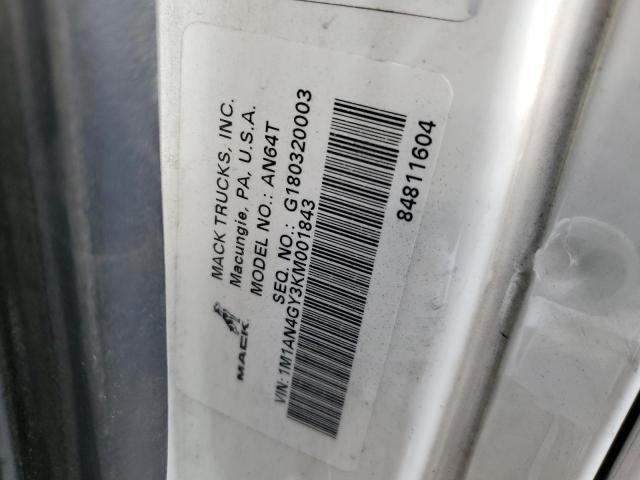 MACK TRUCKS, INC.
Macungie, PA, U.S.A.
MODEL NO.: AN64T
SEQ. NO.: G180320003
MACK
VIN: 1M1AN4GY3KM001843
84811604